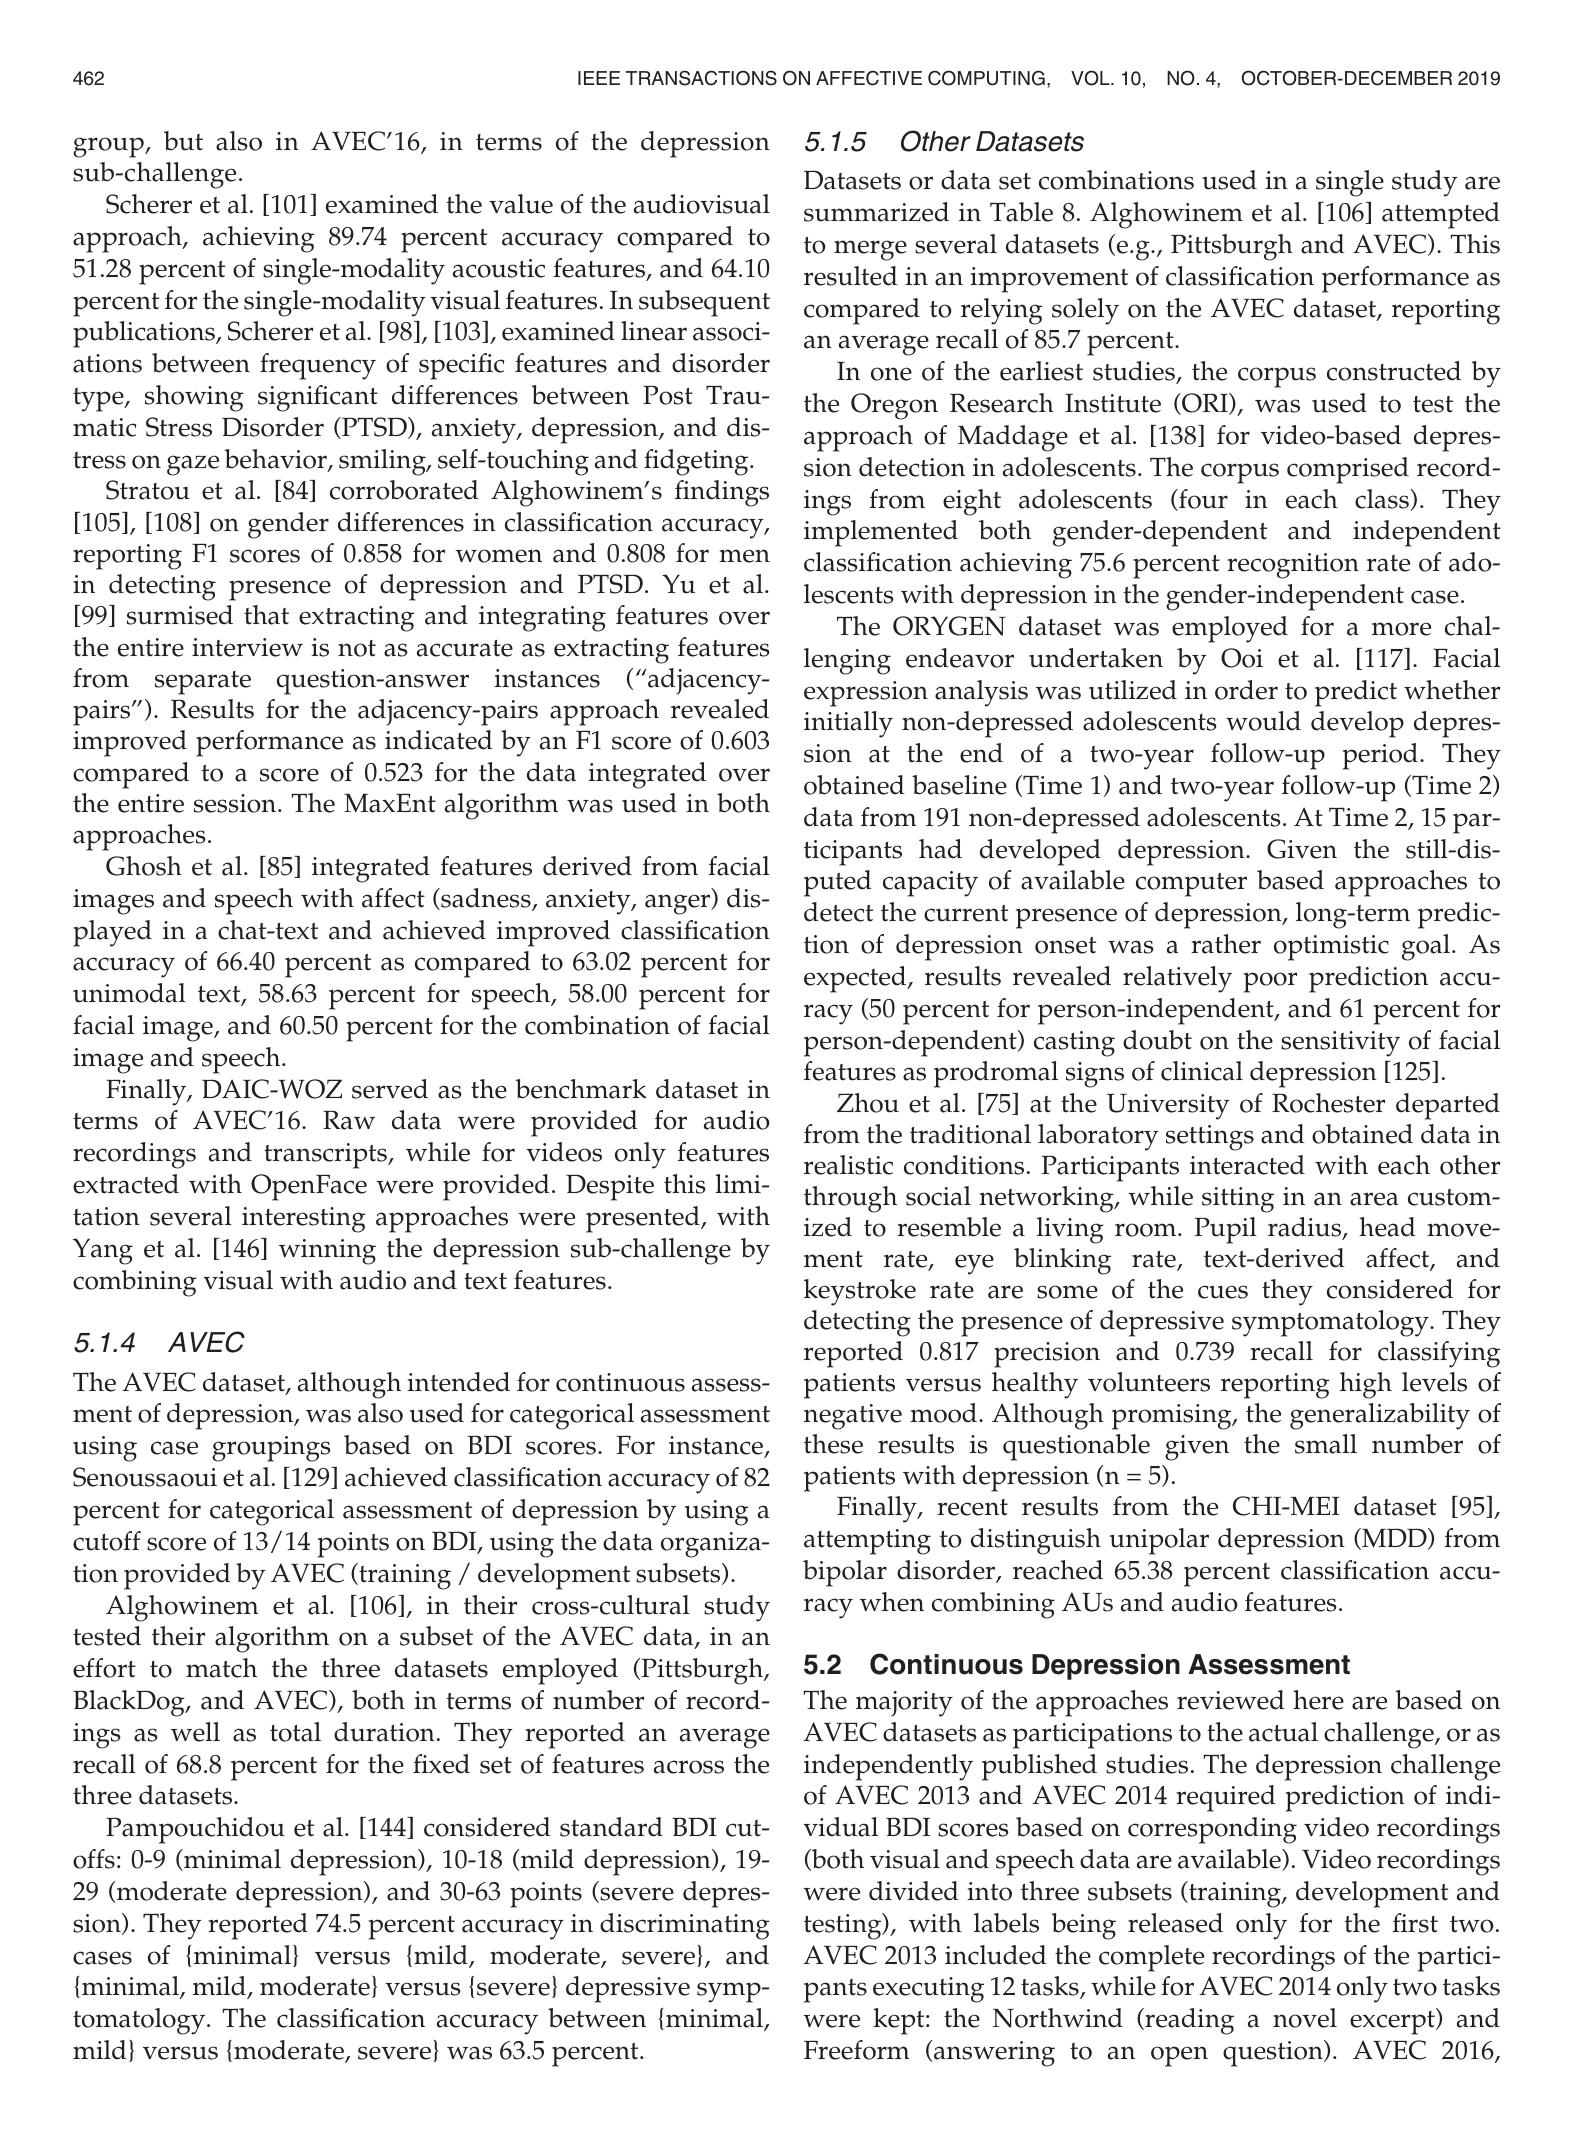 462
IEEE TRANSACTIONS ON AFFECTIVE COMPUTING, VOL. 10, NO. 4, OCTOBER-DECEMBER 2019
group, but also in AVEC’16, in terms of the depression
sub-challenge.
Scherer et al. [101] examined the value of the audiovisual
approach, achieving 89.74 percent accuracy compared to
51.28 percent of single-modality acoustic features, and 64.10
percent for the single-modality visual features. In subsequent
publications, Scherer et al. [98], [103], examined linear associ-
ations between frequency of specific features and disorder
type, showing significant differences between Post Trau-
matic Stress Disorder (PTSD), anxiety, depression, and dis-
tress on gaze behavior, smiling, self-touching and fidgeting.
Stratou et al. [84] corroborated Alghowinem’s findings
[105], [108] on gender differences in classification accuracy,
reporting F1 scores of 0.858 for women and 0.808 for men
in detecting presence of depression and PTSD. Yu et al.
[99] surmised that extracting and integrating features over
the entire interview is not as accurate as extracting features
from separate question-answer instances (“adjacency-
pairs”). Results for the adjacency-pairs approach revealed
improved performance as indicated by an F1 score of 0.603
compared to a score of 0.523 for the data integrated over
the entire session. The MaxEnt algorithm was used in both
approaches.
Ghosh et al. [85] integrated features derived from facial
images and speech with affect (sadness, anxiety, anger) dis-
played in a chat-text and achieved improved classification
accuracy of 66.40 percent as compared to 63.02 percent for
unimodal text, 58.63 percent for speech, 58.00 percent for
facial image, and 60.50 percent for the combination of facial
image and speech.
Finally, DAIC-WOZ served as the benchmark dataset in
terms of AVEC’16. Raw data were provided for audio
recordings and transcripts, while for videos only features
extracted with OpenFace were provided. Despite this limi-
tation several interesting approaches were presented, with
Yang et al. [146] winning the depression sub-challenge by
combining visual with audio and text features.
5.1.4 AVEC
The AVEC dataset, although intended for continuous assess-
ment of depression, was also used for categorical assessment
using case groupings based on BDI scores. For instance,
Senoussaoui et al. [129] achieved classification accuracy of 82
percent for categorical assessment of depression by using a
cutoff score of 13/14 points on BDI, using the data organiza-
tion provided by AVEC (training / development subsets).
Alghowinem et al. [106], in their cross-cultural study
tested their algorithm on a subset of the AVEC data, in an
effort to match the three datasets employed (Pittsburgh,
BlackDog, and AVEC), both in terms of number of record-
ings as well as total duration. They reported an average
recall of 68.8 percent for the fixed set of features across the
three datasets.
Pampouchidou et al. [144] considered standard BDI cut-
offs: 0-9 (minimal depression), 10-18 (mild depression), 19-
29 (moderate depression), and 30-63 points (severe depres-
sion). They reported 74.5 percent accuracy in discriminating
cases of {minimal} versus {mild, moderate, severe}, and
{minimal, mild, moderate} versus {severe} depressive symp-
tomatology. The classification accuracy between {minimal,
mild} versus {moderate, severe} was 63.5 percent.
5.1.5 Other Datasets
Datasets or data set combinations used in a single study are
summarized in Table 8. Alghowinem et al. [106] attempted
to merge several datasets (e.g., Pittsburgh and AVEC). This
resulted in an improvement of classification performance as
compared to relying solely on the AVEC dataset, reporting
an average recall of 85.7 percent.
In one of the earliest studies, the corpus constructed by
the Oregon Research Institute (ORI), was used to test the
approach of Maddage et al. [138] for video-based depres-
sion detection in adolescents. The corpus comprised record-
ings from eight adolescents (four in each class). They
implemented both gender-dependent and independent
classification achieving 75.6 percent recognition rate of ado-
lescents with depression in the gender-independent case.
The ORYGEN dataset was employed for a more chal-
lenging endeavor undertaken by Ooi et al. [117]. Facial
expression analysis was utilized in order to predict whether
initially non-depressed adolescents would develop depres-
sion at the end of a two-year follow-up period. They
obtained baseline (Time 1) and two-year follow-up (Time 2)
data from 191 non-depressed adolescents. At Time 2, 15 par-
ticipants had developed depression. Given the still-dis-
puted capacity of available computer based approaches to
detect the current presence of depression, long-term predic-
tion of depression onset was a rather optimistic goal. As
expected, results revealed relatively poor prediction accu-
racy (50 percent for person-independent, and 61 percent for
person-dependent) casting doubt on the sensitivity of facial
features as prodromal signs of clinical depression [125].
Zhou et al. [75] at the University of Rochester departed
from the traditional laboratory settings and obtained data in
realistic conditions. Participants interacted with each other
through social networking, while sitting in an area custom-
ized to resemble a living room. Pupil radius, head move-
ment rate, eye blinking rate, text-derived affect, and
keystroke rate are some of the cues they considered for
detecting the presence of depressive symptomatology. They
reported 0.817 precision and 0.739 recall for classifying
patients versus healthy volunteers reporting high levels of
negative mood. Although promising, the generalizability of
these results is questionable given the small number of
patients with depression (n = 5).
Finally, recent results from the CHI-MEI dataset [95],
attempting to distinguish unipolar depression (MDD) from
bipolar disorder, reached 65.38 percent classification accu-
racy when combining AUs and audio features.
5.2 Continuous Depression Assessment
The majority of the approaches reviewed here are based on
AVEC datasets as participations to the actual challenge, or as
independently published studies. The depression challenge
of AVEC 2013 and AVEC 2014 required prediction of indi-
vidual BDI scores based on corresponding video recordings
(both visual and speech data are available). Video recordings
were divided into three subsets (training, development and
testing), with labels being released only for the first two.
AVEC 2013 included the complete recordings of the partici-
pants executing 12 tasks, while for AVEC 2014 only two tasks
were kept: the Northwind (reading a novel excerpt) and
Freeform (answering to an open question). AVEC 2016,